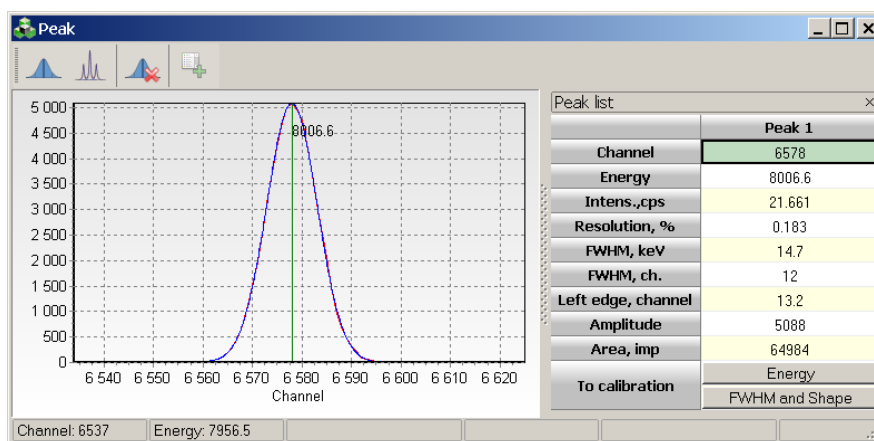 Peak
5 000
4 500
4 000
3 500
3 000
2 500
2 000
1 500
1 000
500
0
8006.6
6 540 6 550 6 560 6 570 6 580 6 590 6 600 6 610 6 620
Channel
Peak list
Peak 1
Channel 6578
Energy 8006.6
Intens.,cps 21.661
Resolution, % 0.183
FWHM, keV 14.7
FWHM, ch. 12
Left edge, channel 13.2
Amplitude 5088
Area, imp 64984
To calibration
Energy
FWHM and Shape
Channel: 6537 Energy: 7956.5